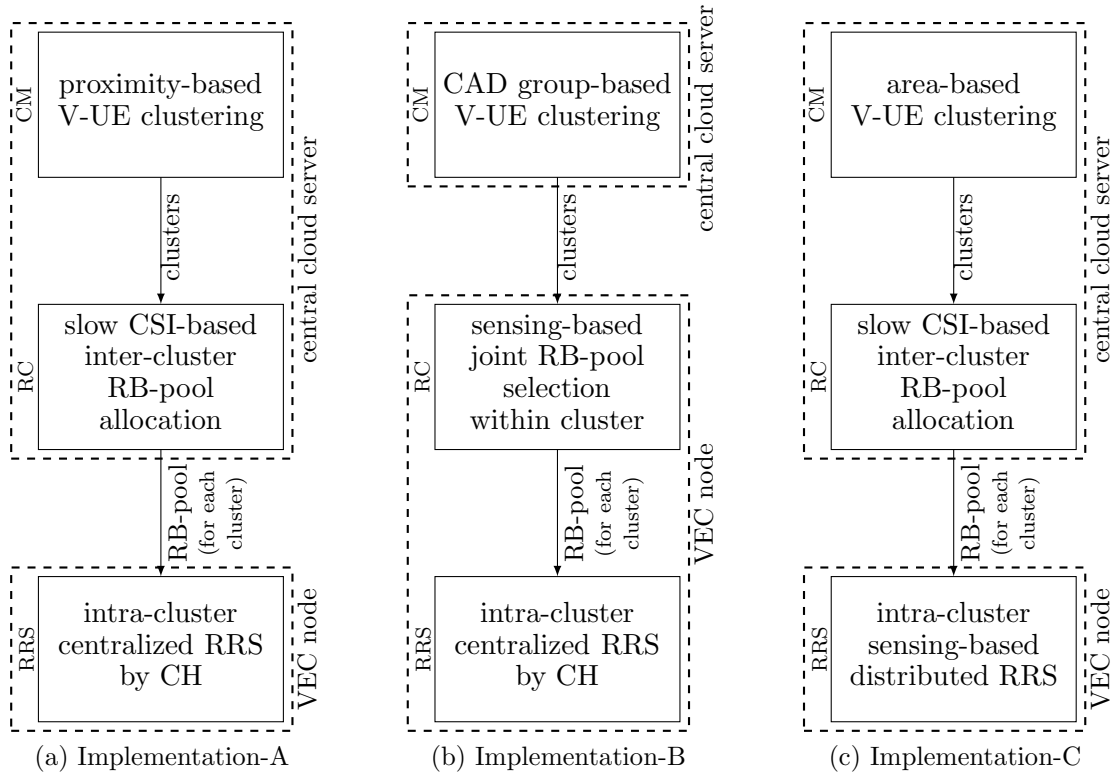 CM
proximity-based
V-UE clustering
clusters
RC
slow CSI-based
inter-cluster
RB-pool
allocation
central cloud server
RB-pool
(for each
cluster)
RRS
intra-cluster
centralized RRS
by CH
VEC node
(a) Implementation-A
CM
CAD group-based
V-UE clustering
central cloud server
clusters
RC
sensing-based
joint RB-pool
selection
within cluster
RB-pool
(for each
cluster)
VEC node
RRS
intra-cluster
centralized RRS
by CH
(b) Implementation-B
CM
area-based
V-UE clustering
clusters
RC
slow CSI-based
inter-cluster
RB-pool
allocation
central cloud server
RB-pool
(for each
cluster)
RRS
intra-cluster
sensing-based
distributed RRS
VEC node
(c) Implementation-C